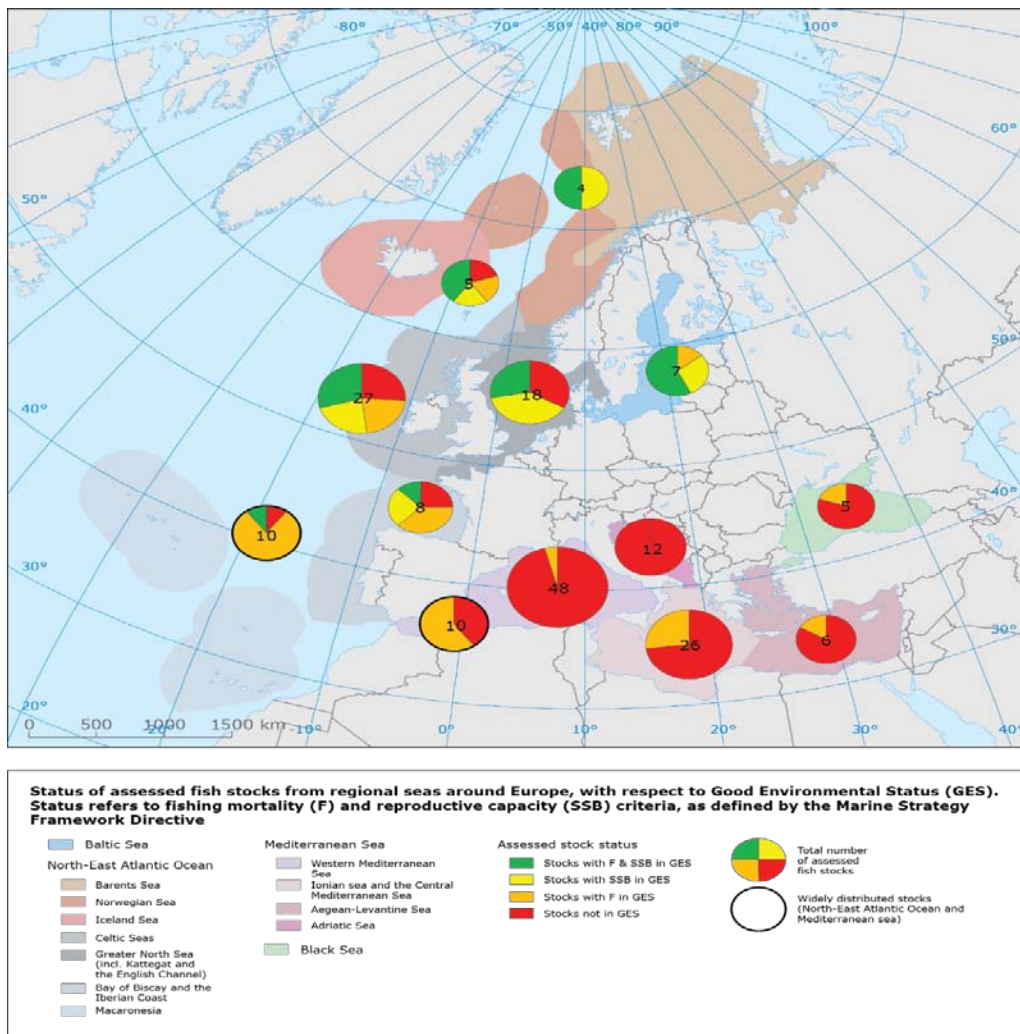 -80°
-70°
-50°
40°
80°
90°
100°
60°
50°
4
5
50°
40°
27
18
7
8
5
40°
10
12
30°
48
10
26
6
30°
20°
0 500 1000 1500 km
-10°
0°
10°
20°
30°
40°
Status of assessed fish stocks from regional seas around Europe, with respect to Good Environmental Status (GES).
Status refers to fishing mortality (F) and reproductive capacity (SSB) criteria, as defined by the Marine Strategy
Framework Directive
Baltic Sea
North-East Atlantic Ocean
Barents Sea
Norwegian Sea
Iceland Sea
Celtic Seas
Greater North Sea
(incl. Kattegat and
the English Channel)
Bay of Biscay and the
Iberian Coast
Macaronesia
Mediterranean Sea
Western Mediterranean
Sea
Ionian sea and the Central
Mediterranean Sea
Aegean-Levantine Sea
Adriatic Sea
Black Sea
Assessed stock status
Stocks with F & SSB in GES
Stocks with SSB in GES
Stocks with F in GES
Stocks not in GES
Total number
of assessed
fish stocks
Widely distributed stocks
(North-East Atlantic Ocean and
Mediterranean sea)